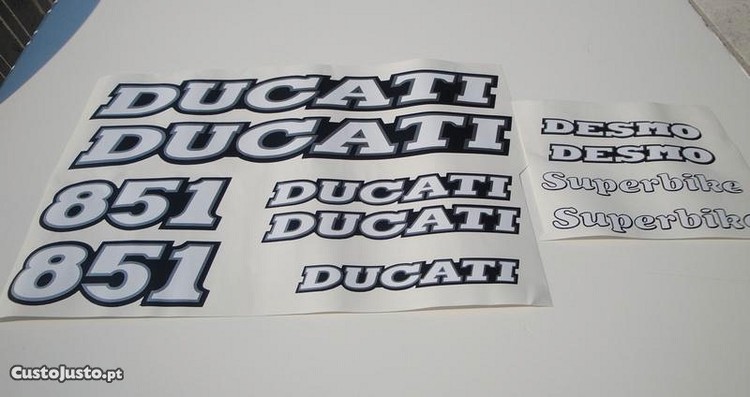 DUCATI
DUCATI
851
DUCATI
DUCATI
851
DUCATI
DESMO
DESMO
Superbike
Superbike
CustoJusto.pt